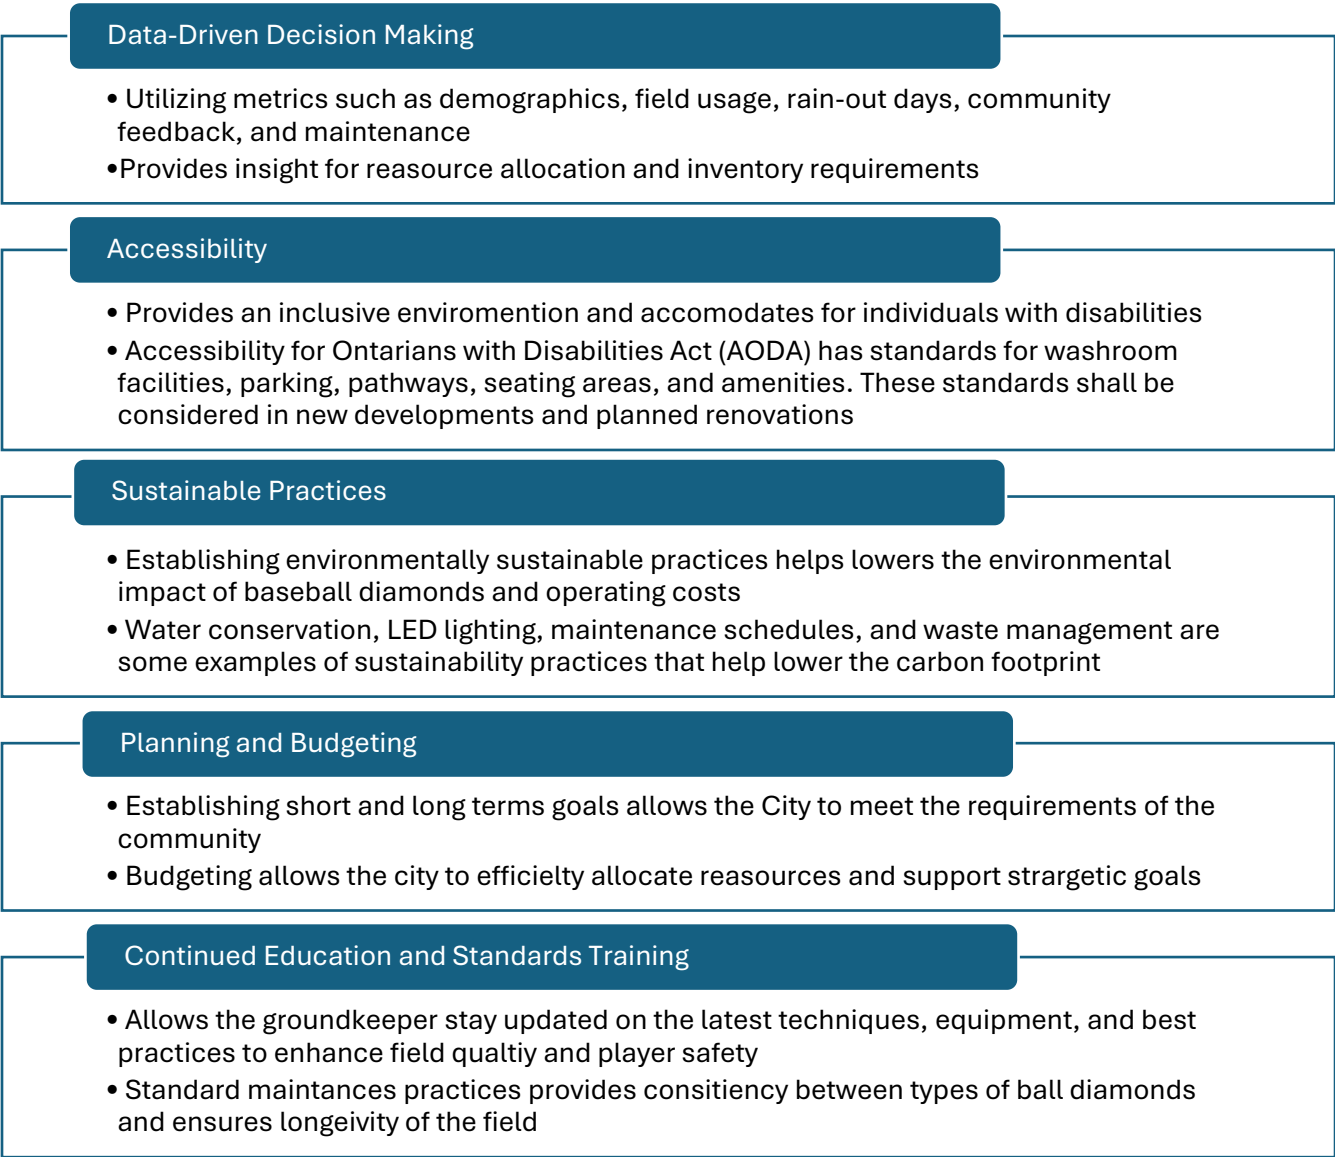 Data-Driven Decision Making
• Utilizing metrics such as demographics, field usage, rain-out days, community
feedback, and maintenance
•Provides insight for reasource allocation and inventory requirements
Accessibility
• Provides an inclusive enviromention and accomodates for individuals with disabilities
• Accessibility for Ontarians with Disabilities Act (AODA) has standards for washroom
facilities, parking, pathways, seating areas, and amenities. These standards shall be
considered in new developments and planned renovations
Sustainable Practices
• Establishing environmentally sustainable practices helps lowers the environmental
impact of baseball diamonds and operating costs
• Water conservation, LED lighting, maintenance schedules, and waste management are
some examples of sustainability practices that help lower the carbon footprint
Planning and Budgeting
• Establishing short and long terms goals allows the City to meet the requirements of the
community
• Budgeting allows the city to efficielty allocate reasources and support strargetic goals
Continued Education and Standards Training
• Allows the groundkeeper stay updated on the latest techniques, equipment, and best
practices to enhance field qualtiy and player safety
• Standard maintances practices provides consitiency between types of ball diamonds
and ensures longeivity of the field